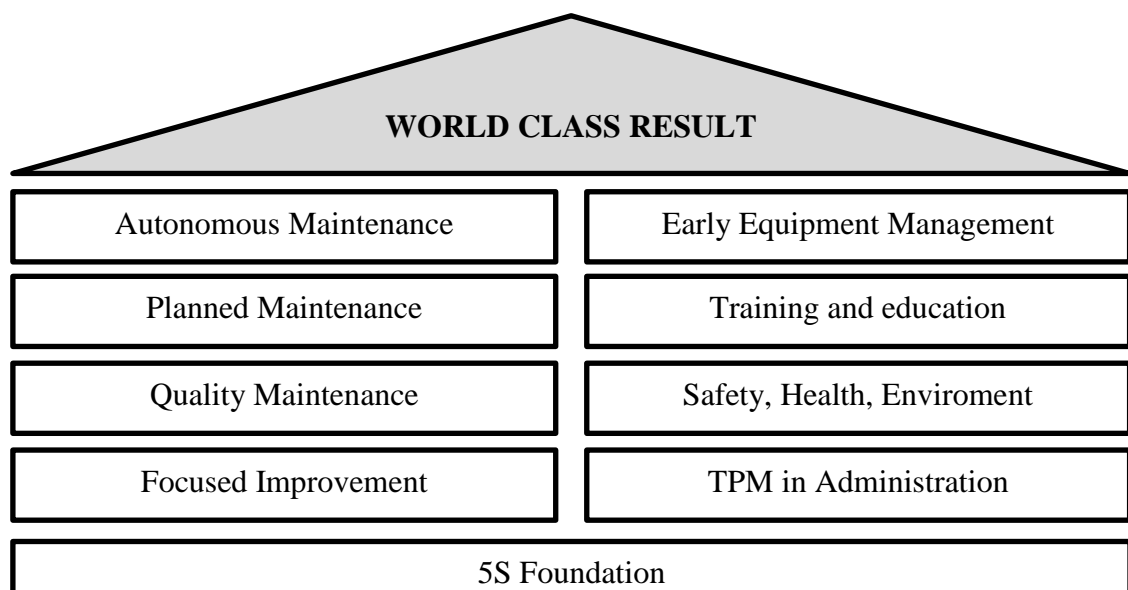 WORLD CLASS RESULT
Autonomous Maintenance
Early Equipment Management
Planned Maintenance
Training and education
Quality Maintenance
Safety, Health, Enviroment
Focused Improvement
TPM in Administration
5S Foundation